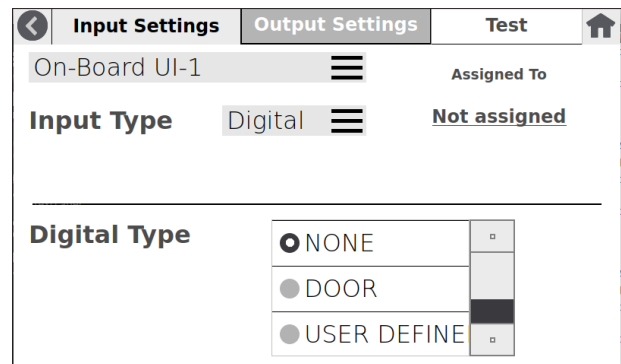 Input Settings
Output Settings
Test
On-Board UI-1
Assigned To
Input Type
Digital
Not assigned
Digital Type
NONE
DOOR
USER DEFINE